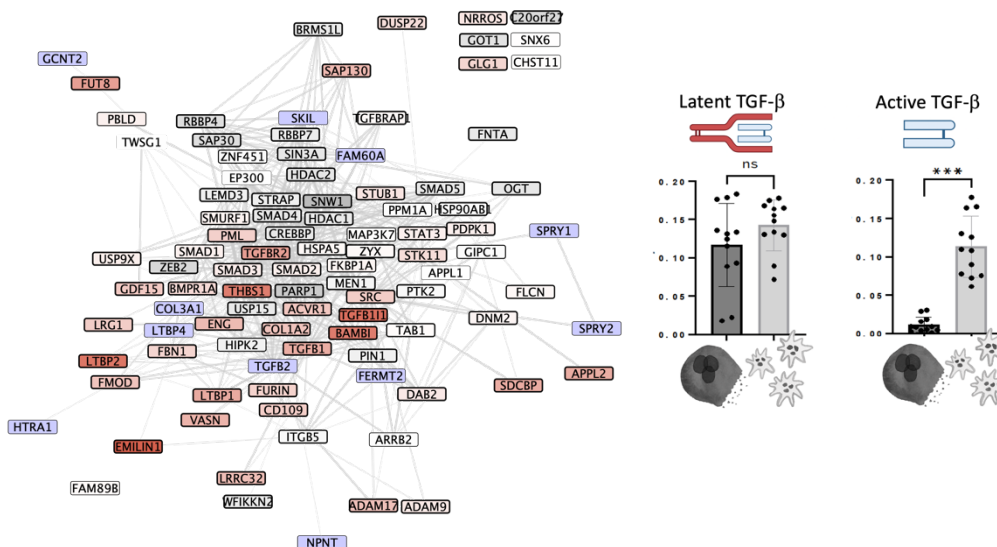 DUSP22
NRROS
C20orf27
BRMS1L
GOT1
SNX6
GCNT2
GLG1
CHST11
SAP130
FUT8
PBLD
RBBP4
SKIL
TGFBRAP1
TWSG1
SAP30
RBBP7
FNTA
ZNF451
SIN3A
FAM60A
EP300
HDAC2
LEMD3
STRAP
SNW1
STUB1
SMAD5
OGT
SMURF1
SMAD4
HDAC1
PPM1A
HSP90AB1
PML
CREBBP
MAP3K7
STAT3
PDPK1
SPRY1
USP9X
SMAD1
TGFBR2
HSPA5
ZYX
STK11
GIPC1
ZEB2
SMAD3
SMAD2
FKBP1A
APPL1
GDF15
BMPR1A
THBS1
PARP1
MEN1
SRC
PTK2
FLCN
COL3A1
USP15
ACVR1
TGFB1I1
DNM2
LRG1
LTBP4
ENG
COL1A2
BAMBI
TAB1
SPRY2
FBN1
HIPK2
TGFB1
PIN1
LTBP2
TGFB2
FERMT2
APPL2
FMOD
LTBP1
FURIN
DAB2
SDCBP
VASN
CD109
HTRA1
ITGB5
ARRB2
EMILIN1
LRRC32
FAM89B
WFIKKN2
ADAM17
ADAM9
NPNT
Latent TGF-β
ns
0.20
0.15
0.10
0.05
0.00
Active TGF-β
***
0.20
0.15
0.10
0.05
0.00